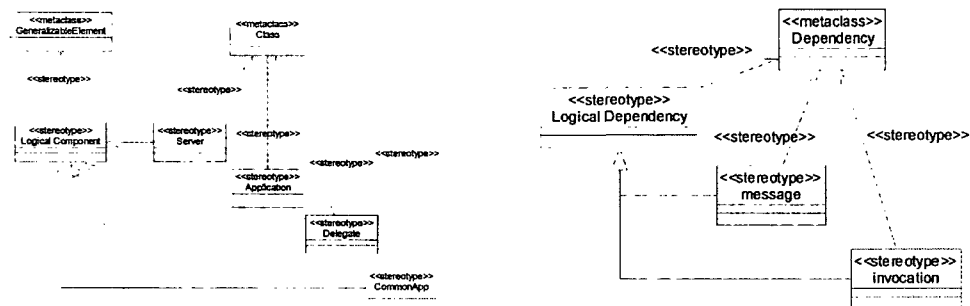 <<metaclass>>
GeneralizableElement
<<metaclass>>
Class
<<stereotype>>
<<stereotype>>
<<stereotype>>
Logical Component
<<stereotype>>
Server
<<stereotype>>
<<stereotype>>
<<stereotype>>
<<stereotype>>
Application
<<stereotype>>
Delegate
<<stereotype>>
CommonApp
<<metaclass>>
Dependency
<<stereotype>>
<<stereotype>>
Logical Dependency
<<stereotype>>
<<stereotype>>
<<stereotype>>
message
<<stereotype>>
invocation